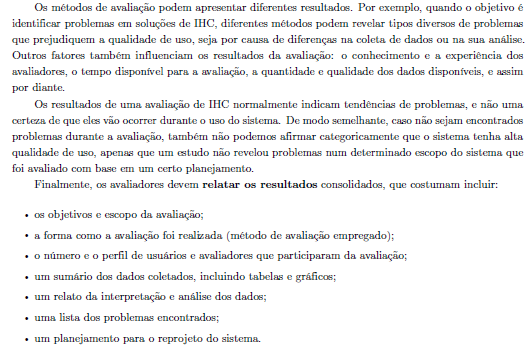 Os métodos de avaliação podem apresentar diferentes resultados. Por exemplo, quando o objetivo é
identificar problemas em soluções de IHC, diferentes métodos podem revelar tipos diversos de problemas
que prejudiquem a qualidade de uso, seja por causa de diferenças na coleta de dados ou na sua análise.
Outros fatores também influenciam os resultados da avaliação: o conhecimento e a experiência dos
avaliadores, o tempo disponível para a avaliação, a quantidade e qualidade dos dados disponíveis, e assim
por diante.
Os resultados de uma avaliação de IHC normalmente indicam tendências de problemas, e não uma
certeza de que eles vão ocorrer durante o uso do sistema. De modo semelhante, caso não sejam encontrados
problemas durante a avaliação, também não podemos afirmar categoricamente que o sistema tenha alta
qualidade de uso, apenas que um estudo não revelou problemas num determinado escopo do sistema que
foi avaliado com base em um certo planejamento.
Finalmente, os avaliadores devem relatar os resultados consolidados, que costumam incluir:
• os objetivos e escopo da avaliação;
• a forma como a avaliação foi realizada (método de avaliação empregado);
• o número e o perfil de usuários e avaliadores que participaram da avaliação;
• um sumário dos dados coletados, incluindo tabelas e gráficos;
• um relato da interpretação e análise dos dados;
• uma lista dos problemas encontrados;
• um planejamento para o reprojeto do sistema.